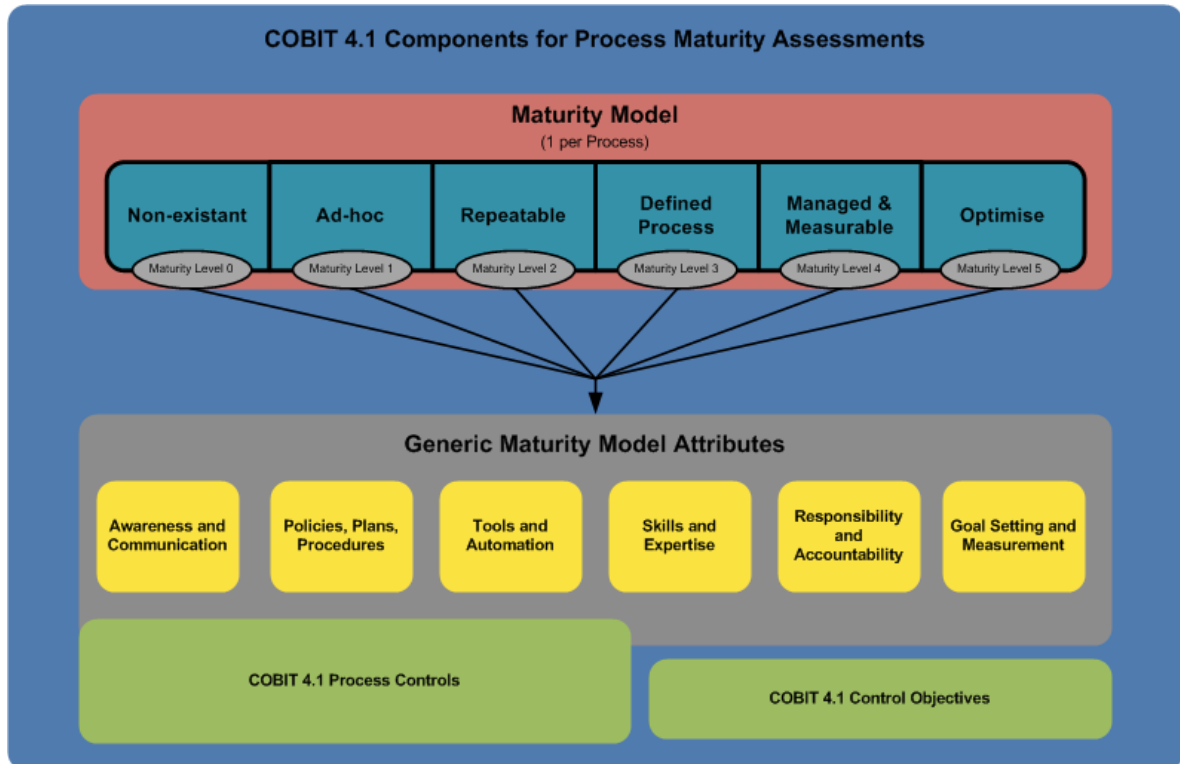 COBIT 4.1 Components for Process Maturity Assessments
Maturity Model
(1 per Process)
Non-existant
Ad-hoc
Repeatable
Defined
Process
Managed &
Measurable
Optimise
Maturity Level 0
Maturity Level 1
Maturity Level 2
Maturity Level 3
Maturity Level 4
Maturity Level 5
Generic Maturity Model Attributes
Awareness and
Communication
Policies, Plans,
Procedures
Tools and
Automation
Skills and
Expertise
Responsibility
and
Accountability
Goal Setting and
Measurement
COBIT 4.1 Process Controls
COBIT 4.1 Control Objectives